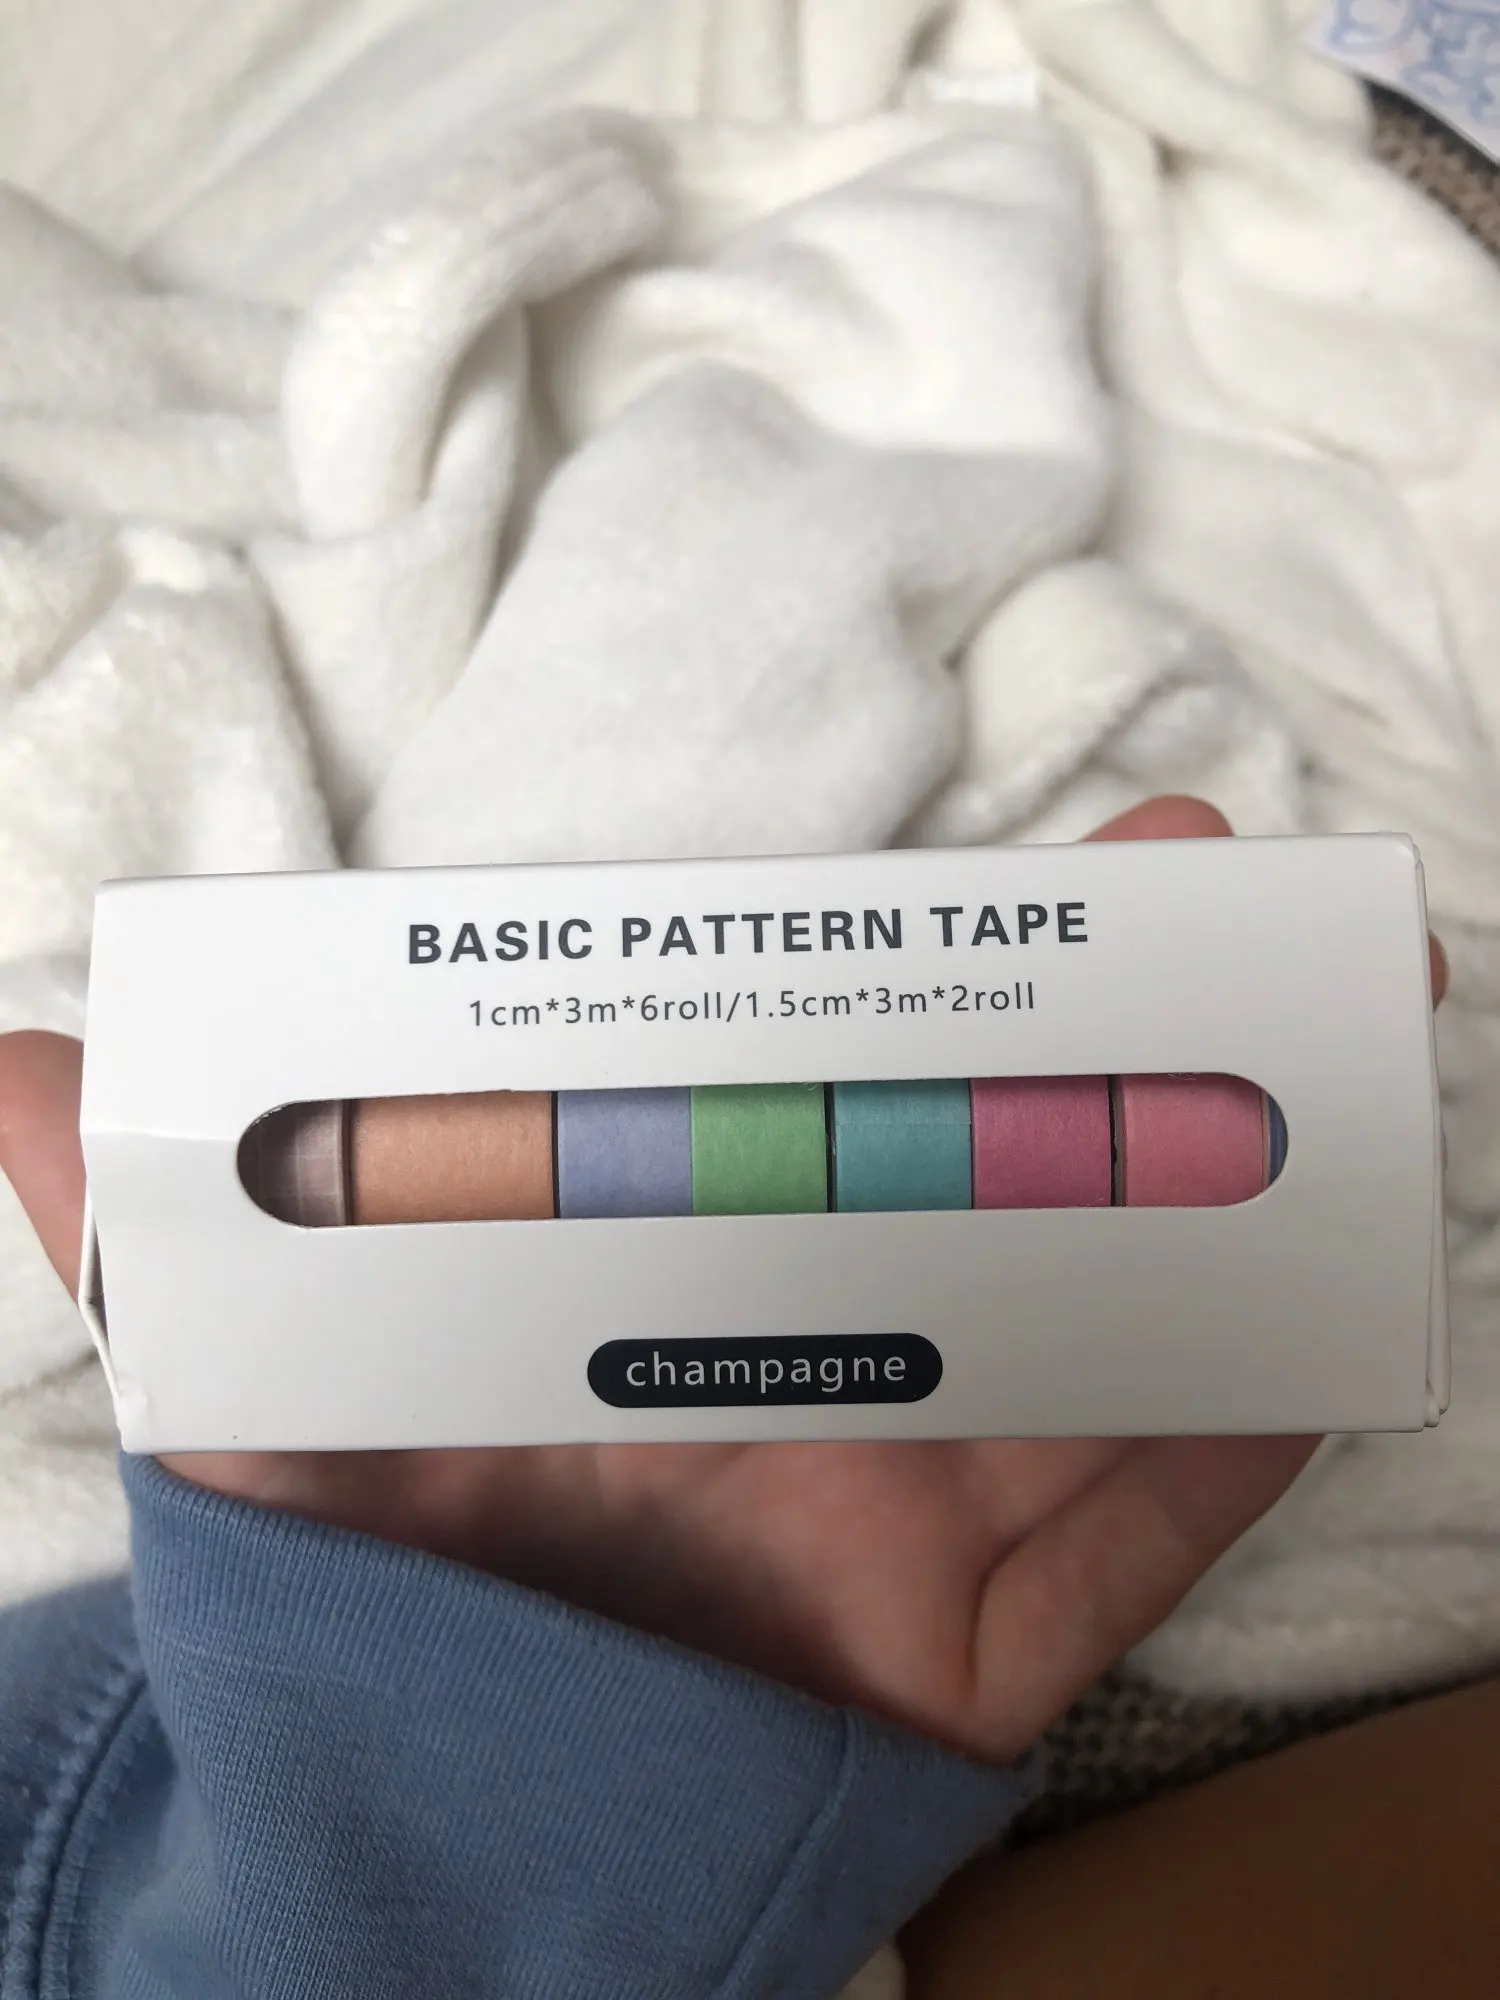 BASIC PATTERN TAPE
1cm*3m*6roll/1.5cm*3m*2roll
champagne